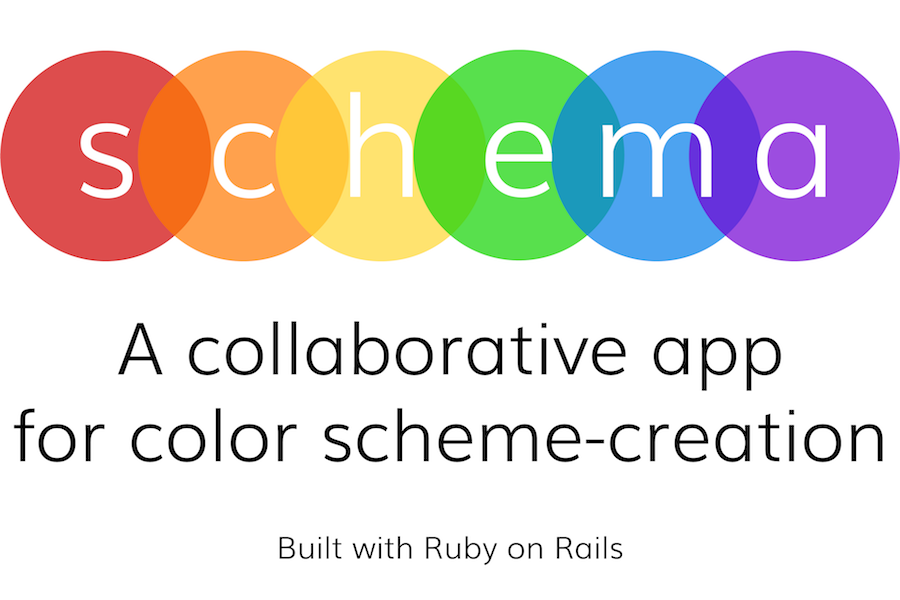 schema
A collaborative app
for color scheme-creation
Built with Ruby on Rails